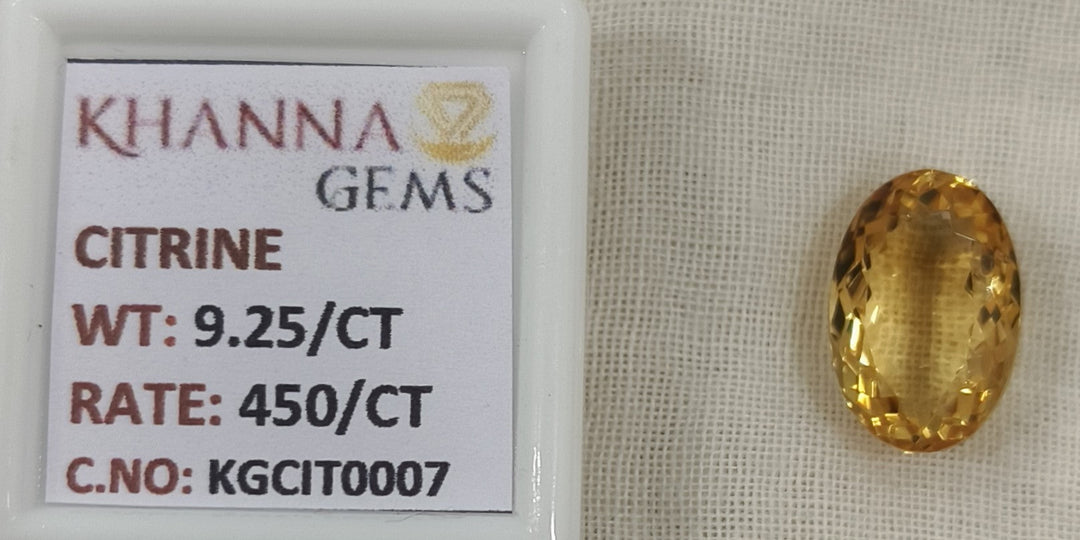 KHANNA
GEMS
CITRINE
WT: 9.25/CT
RATE: 450/CT
C.NO: KGCIT0007